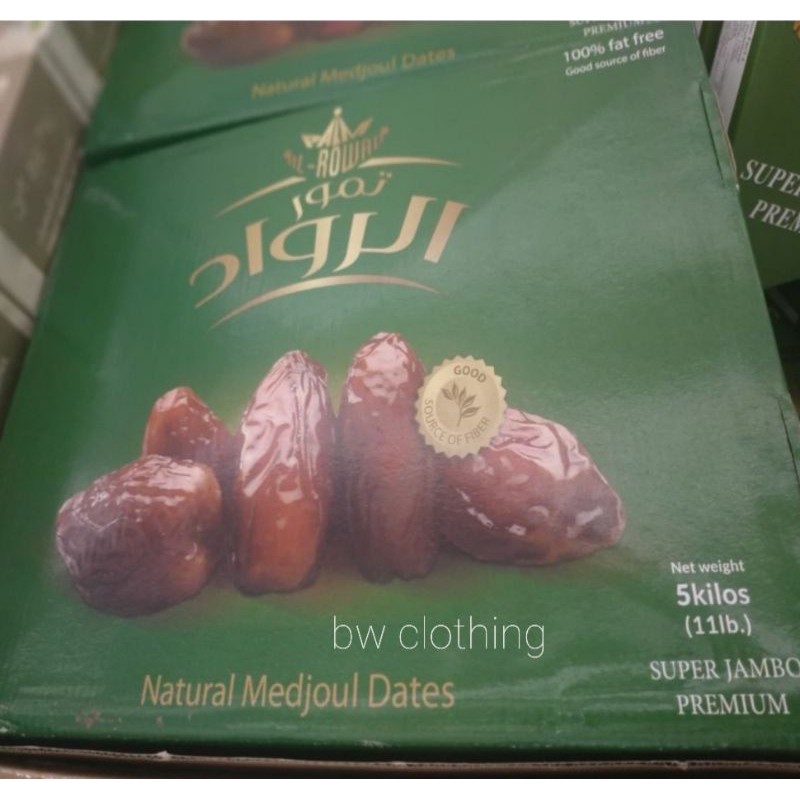 PREMIUM
100% fat free
Good source of fiber
Natural Medjoul Dates
AL-ROWAD
تمور
الرواد
GOOD
SOURCE OF FIBER
SUPER
PREM
Net weight
5kilos
(11lb.)
SUPER JAMBO
PREMIUM
bw clothing
Natural Medjoul Dates